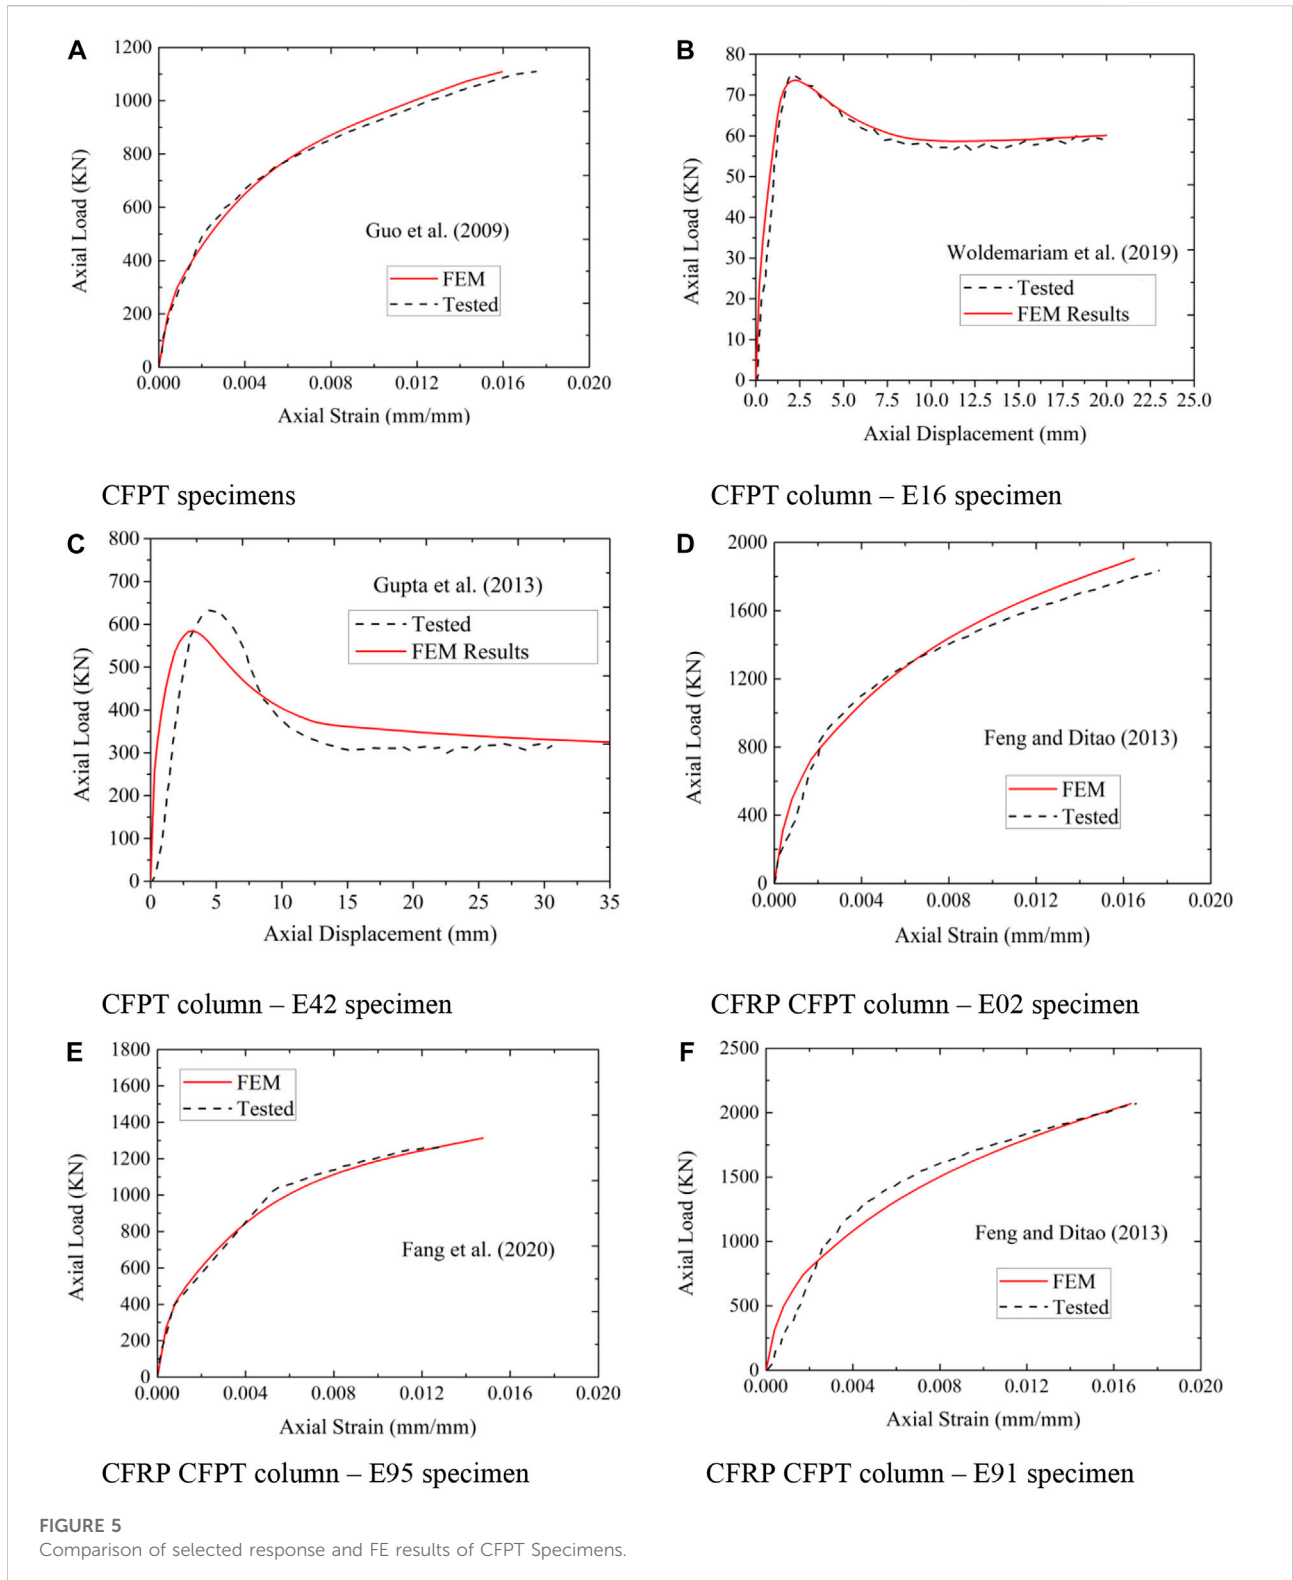 A
1200
1000
800
600
400
200
0
Axial Load (KN)
Guo et al. (2009)
FEM
Tested
0.000 0.004 0.008 0.012 0.016 0.020
Axial Strain (mm/mm)
CFPT specimens
B
80
70
60
50
40
30
20
10
0
Axial Load (KN)
Woldemariam et al. (2019)
Tested
FEM Results
0.0 2.5 5.0 7.5 10.0 12.5 15.0 17.5 20.0 22.5 25.0
Axial Displacement (mm)
CFPT column – E16 specimen
C
800
700
600
500
400
300
200
100
0
Axial Load (KN)
Gupta et al. (2013)
Tested
FEM Results
0 5 10 15 20 25 30 35
Axial Displacement (mm)
CFPT column – E42 specimen
D
2000
1600
1200
800
400
0
Axial Load (KN)
Feng and Ditao (2013)
FEM
Tested
0.000 0.004 0.008 0.012 0.016 0.020
Axial Strain (mm/mm)
CFRP CFPT column – E02 specimen
E
1800
1600
1400
1200
1000
800
600
400
200
0
Axial Load (KN)
FEM
Tested
Fang et al. (2020)
0.000 0.004 0.008 0.012 0.016 0.020
Axial Strain (mm/mm)
CFRP CFPT column – E95 specimen
F
2500
2000
1500
1000
500
0
Axial Load (KN)
Feng and Ditao (2013)
FEM
Tested
0.000 0.004 0.008 0.012 0.016 0.020
Axial Strain (mm/mm)
CFRP CFPT column – E91 specimen
FIGURE 5
Comparison of selected response and FE results of CFPT Specimens.